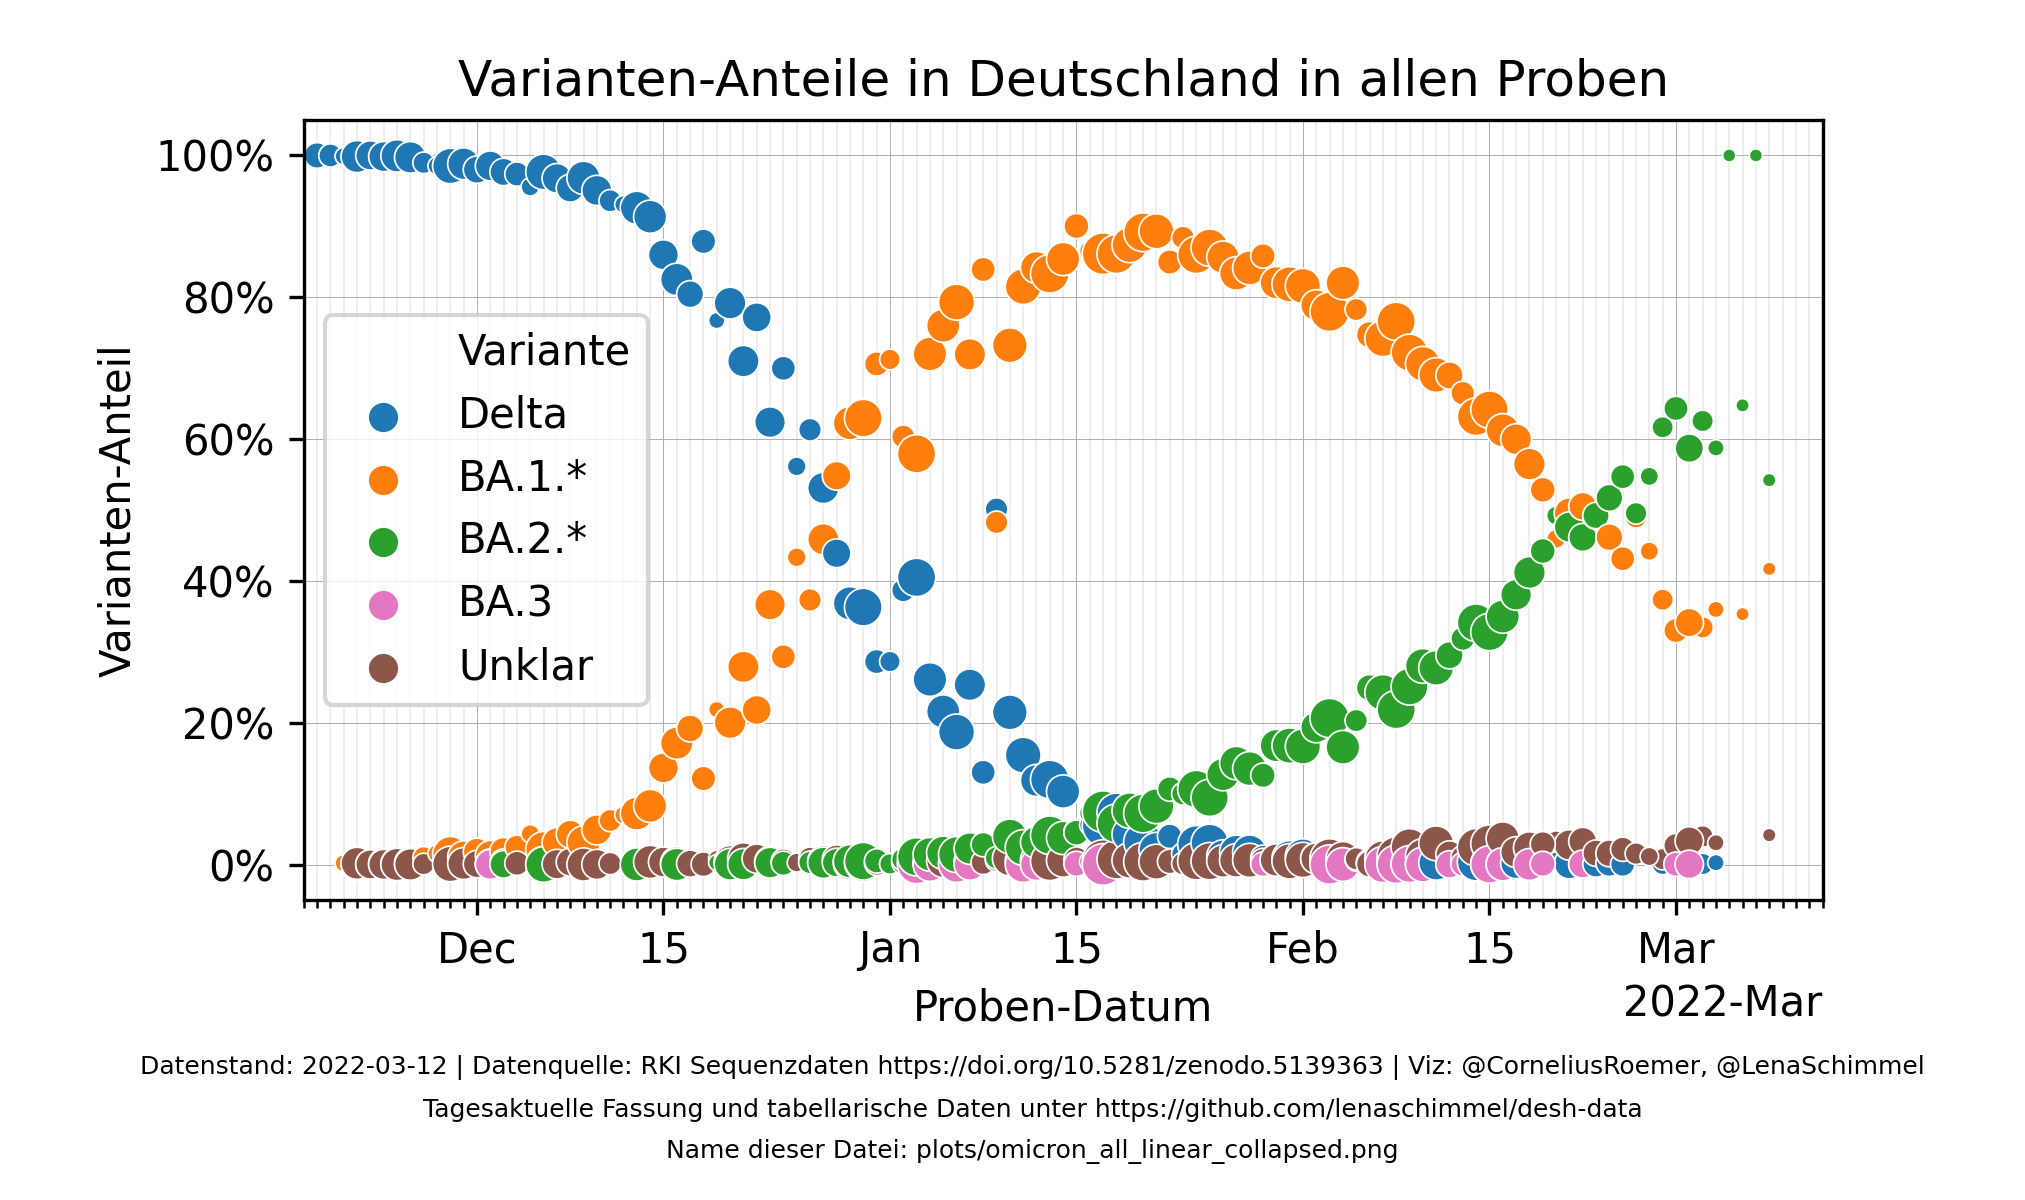 Varianten-Anteile in Deutschland in allen Proben
100%
80%
60%
40%
20%
0%
Varianten-Anteil
Variante
Delta
BA.1.*
BA.2.*
BA.3
Unklar
Dec 15 Jan 15 Feb 15 Mar
Proben-Datum
2022-Mar
Datenstand: 2022-03-12 | Datenquelle: RKI Sequenzdaten https://doi.org/10.5281/zenodo.5139363 | Viz: @CorneliusRoemer, @LenaSchimmel
Tagesaktuelle Fassung und tabellarische Daten unter https://github.com/lenaschimmel/desh-data
Name dieser Datei: plots/omicron_all_linear_collapsed.png